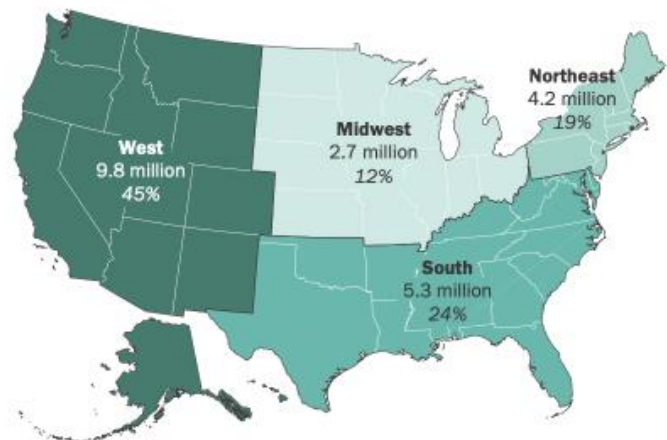 Northeast
4.2 million
19%
Midwest
2.7 million
12%
West
9.8 million
45%
South
5.3 million
24%